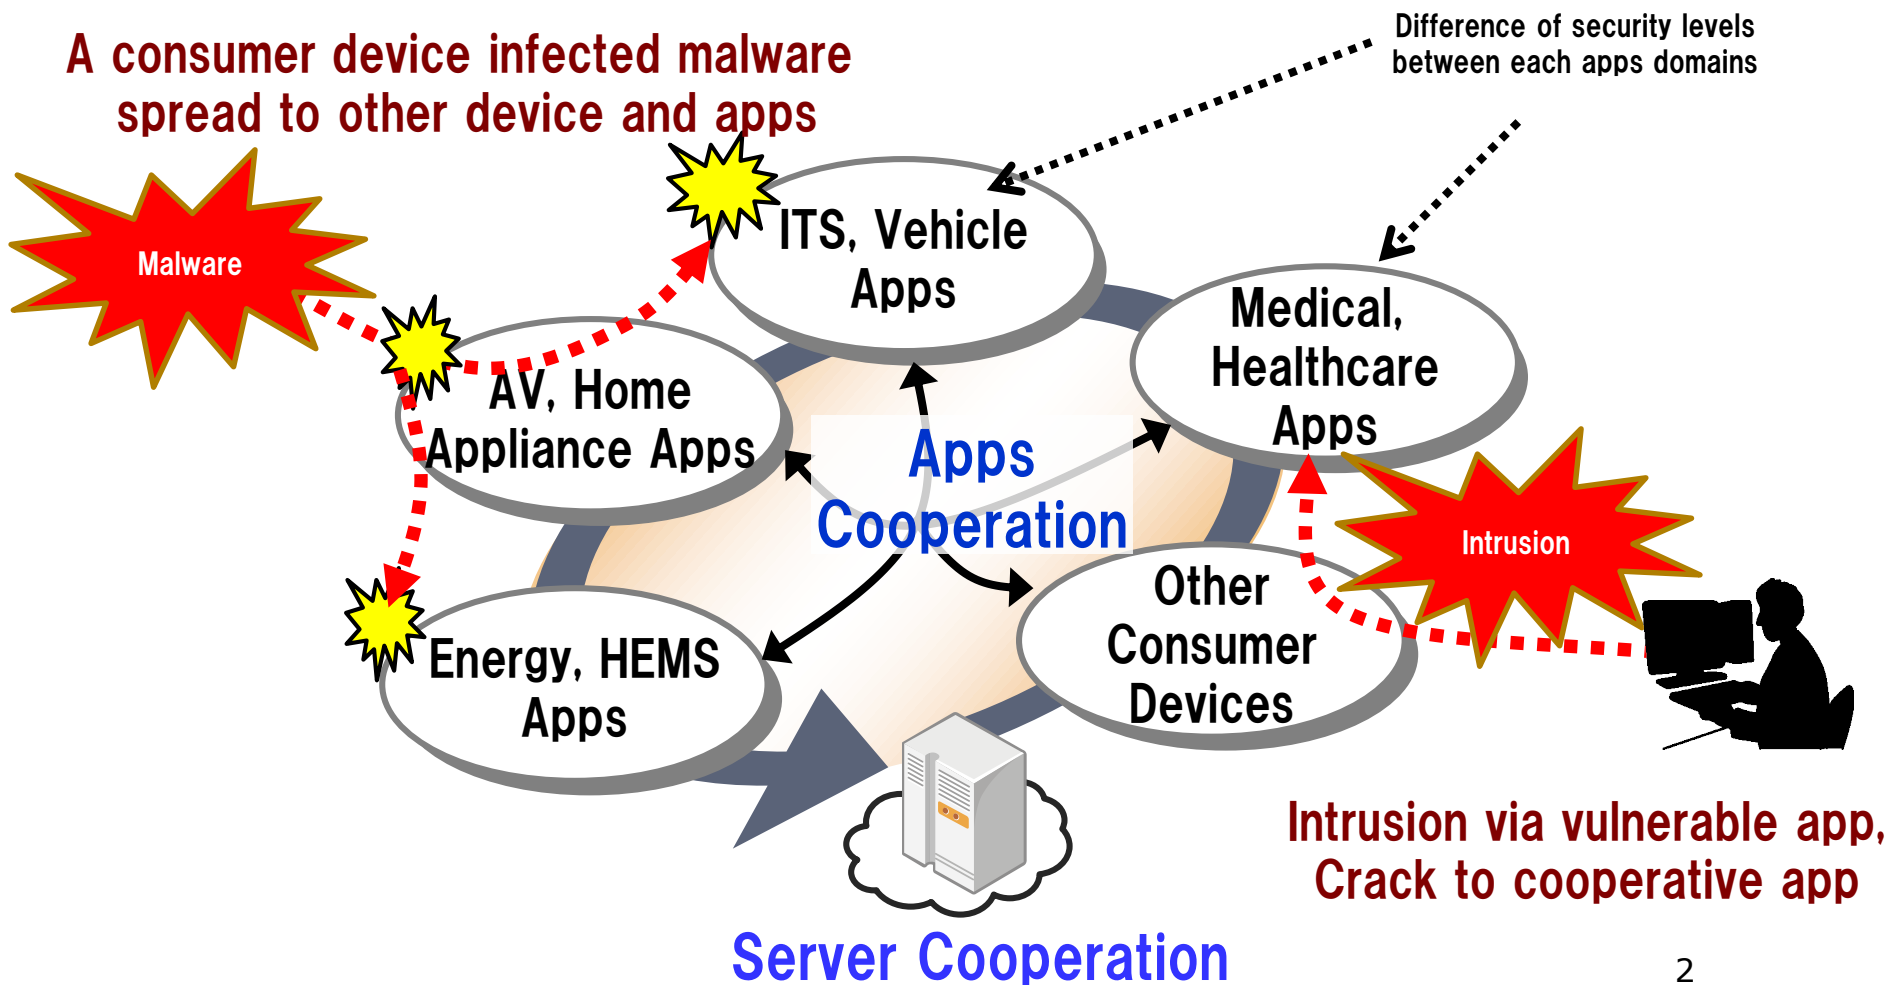 A consumer device infected malware
spread to other device and apps
Difference of security levels
between each apps domains
Malware
ITS, Vehicle
Apps
Medical,
Healthcare
Apps
AV, Home
Appliance Apps
Apps
Cooperation
Intrusion
Other
Consumer
Devices
Energy, HEMS
Apps
Intrusion via vulnerable app,
Crack to cooperative app
Server Cooperation
2